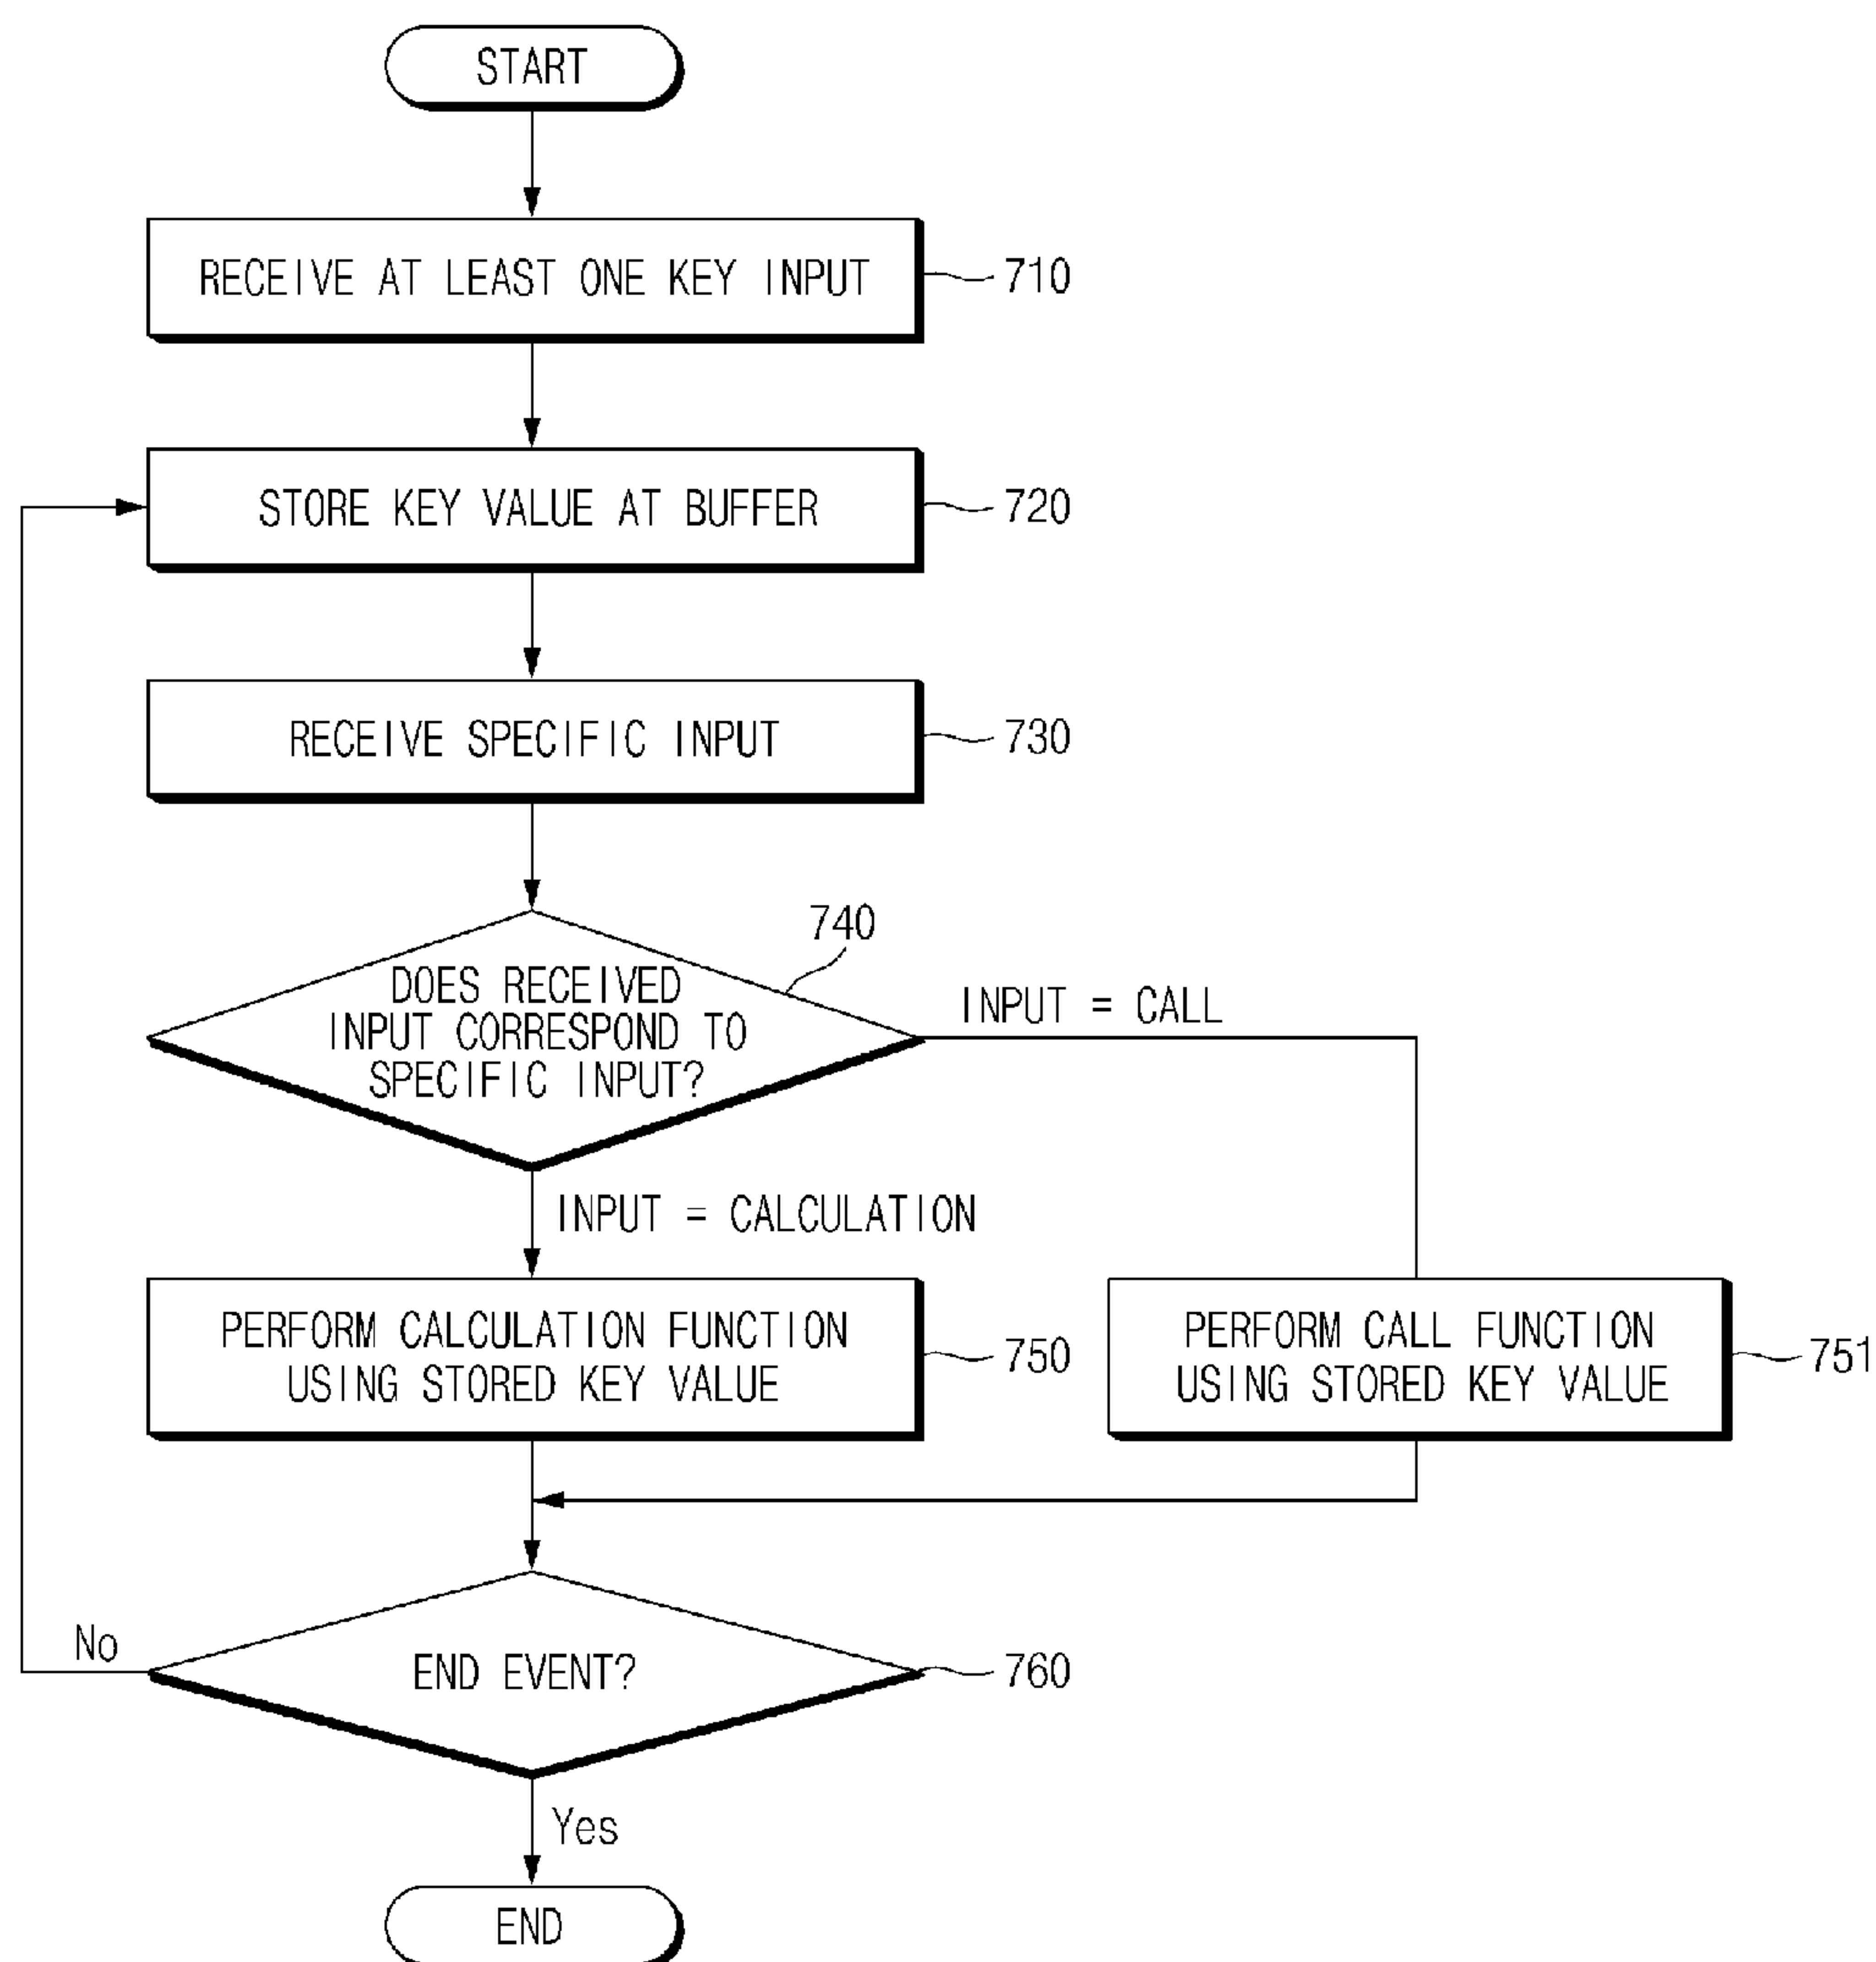 START
RECEIVE AT LEAST ONE KEY INPUT
710
STORE KEY VALUE AT BUFFER
720
RECEIVE SPECIFIC INPUT
730
740
DOES RECEIVED
INPUT CORRESPOND TO
SPECIFIC INPUT?
INPUT = CALL
INPUT = CALCULATION
PERFORM CALCULATION FUNCTION
USING STORED KEY VALUE
750
PERFORM CALL FUNCTION
USING STORED KEY VALUE
751
No
END EVENT?
760
Yes
END